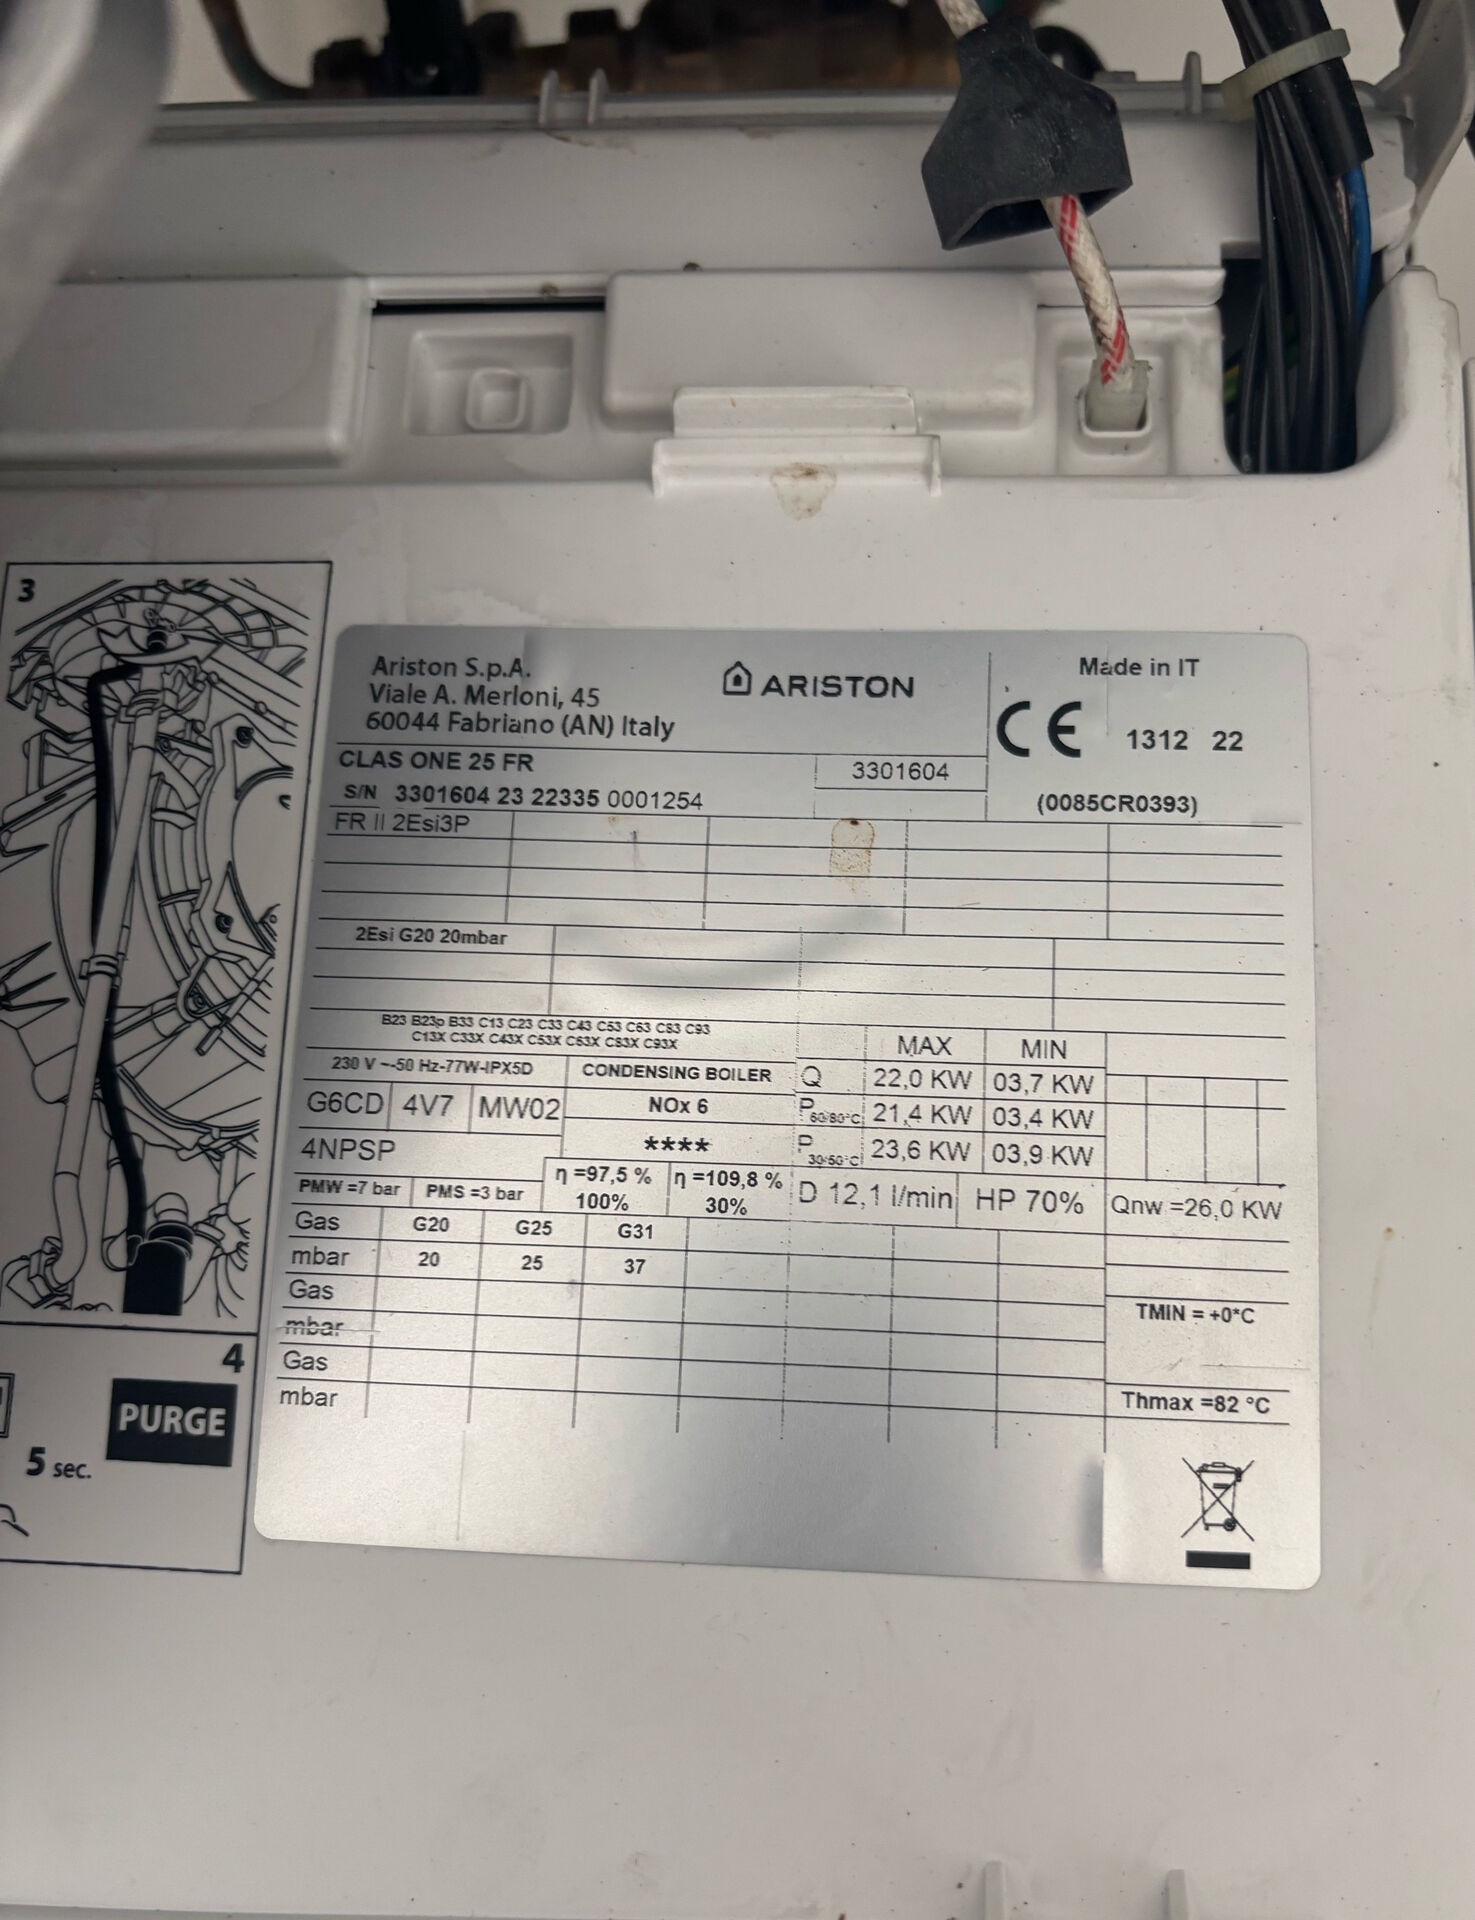 3
Ariston S.p.A.
Viale A. Merloni, 45
60044 Fabriano (AN) Italy
ARISTON
Made in IT
CE 1312 22
CLAS ONE 25 FR
3301604
S/N 3301604 23 22335 0001254
(0085CR0393)
FR II 2Esi3P
2Esi G20 20mbar
B23 B23p B33 C13 C23 C33 C43 C53 C63 C83 C93
C13X C33X C43X C53X C63X C83X C93X
MAX MIN
230 V ~-50 Hz-77W-IPX5D
CONDENSING BOILER
Q 22,0 KW 03,7 KW
G6CD 4V7 MW02
NOx 6
P 60/80°C 21,4 KW 03,4 KW
4NPSP
****
P 30/50°C 23,6 KW 03,9 KW
PMW =7 bar PMS =3 bar
η =97,5 % 100%
η =109,8 % 30%
D 12,1 l/min HP 70% Qnw =26,0 KW
Gas G20 G25 G31
mbar 20 25 37
Gas
mbar
TMIN = +0°C
Gas
mbar
Thmax =82 °C
4
PURGE
5 sec.